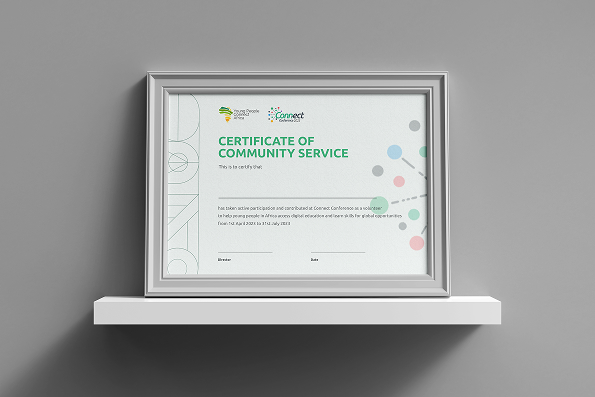 Young People
Connect
Africa
Connect
Conference 2023
CERTIFICATE OF
COMMUNITY SERVICE
This is to certify that
has taken active participation and contributed at Connect Conference as a volunteer
to help young people in Africa access digital education and learn skills for global opportunities
from 1st April 2023 to 31st July 2023
Director
Date